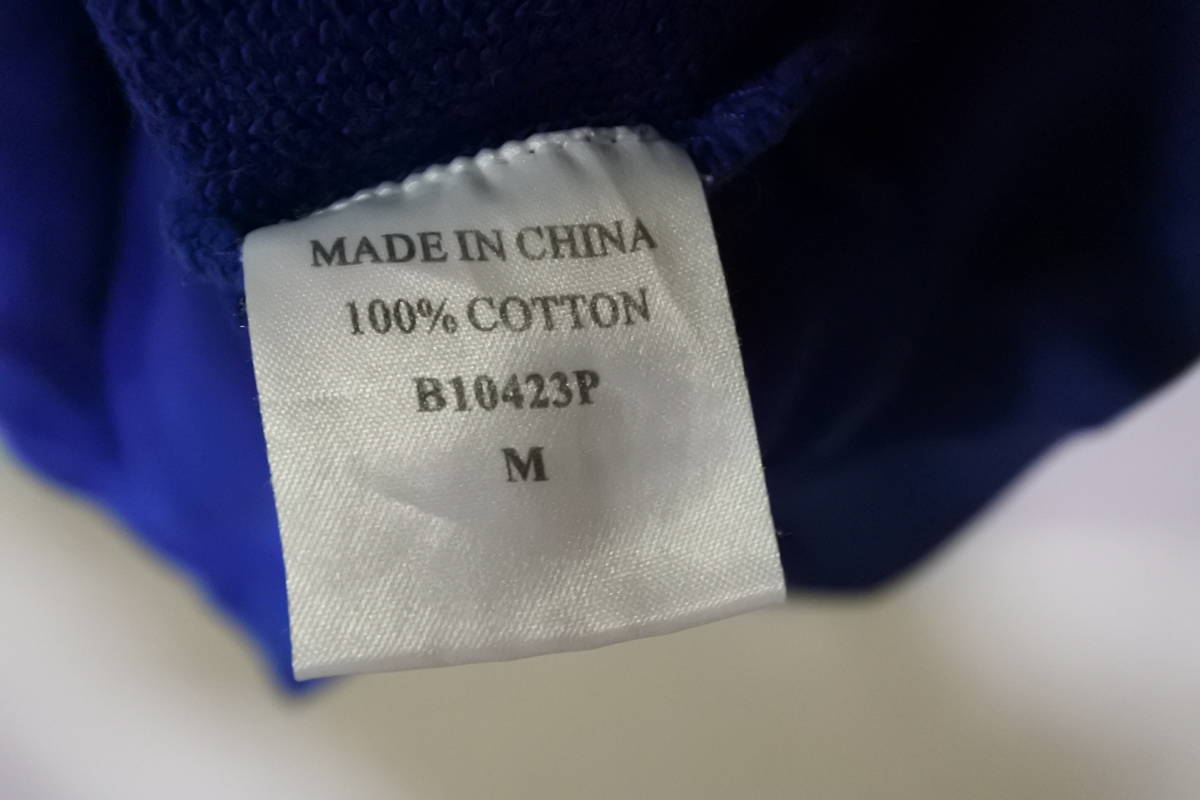 MADE IN CHINA
100% COTTON
B10423P
M